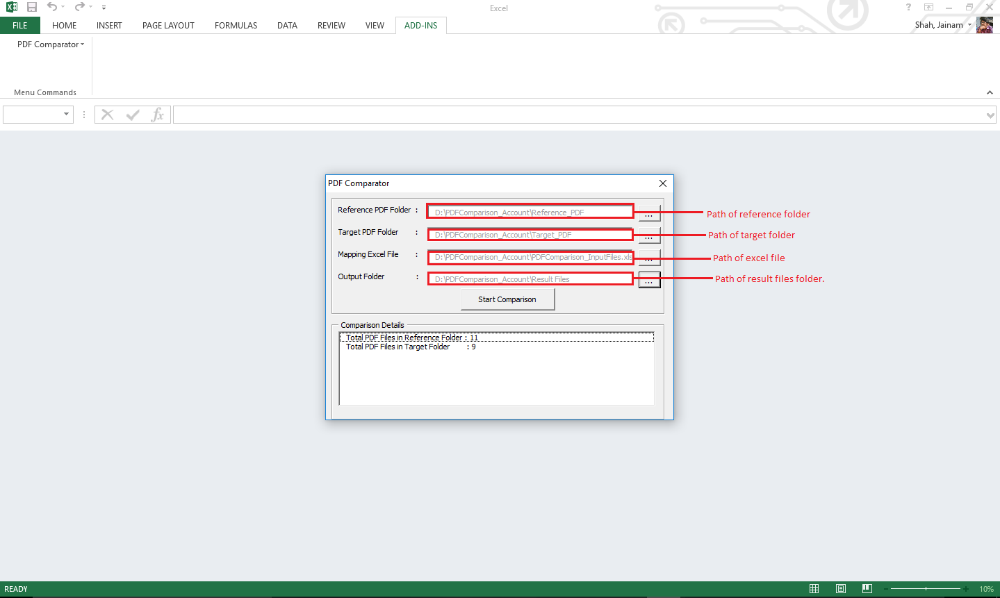 Excel
FILE HOME INSERT PAGE LAYOUT FORMULAS DATA REVIEW VIEW ADD-INS Shah, Jainam
PDF Comparator
Menu Commands
fx
PDF Comparator
Reference PDF Folder : D:\PDFComparison_Account\Reference_PDF ... Path of reference folder
Target PDF Folder : D:\PDFComparison_Account\Target_PDF ... Path of target folder
Mapping Excel File : D:\PDFComparison_Account\PDFComparison_InputFiles.xls ... Path of excel file
Output Folder : D:\PDFComparison_Account\Result Files ... Path of result files folder.
Start Comparison
Comparison Details
Total PDF Files in Reference Folder : 11
Total PDF Files in Target Folder : 9
READY 10%